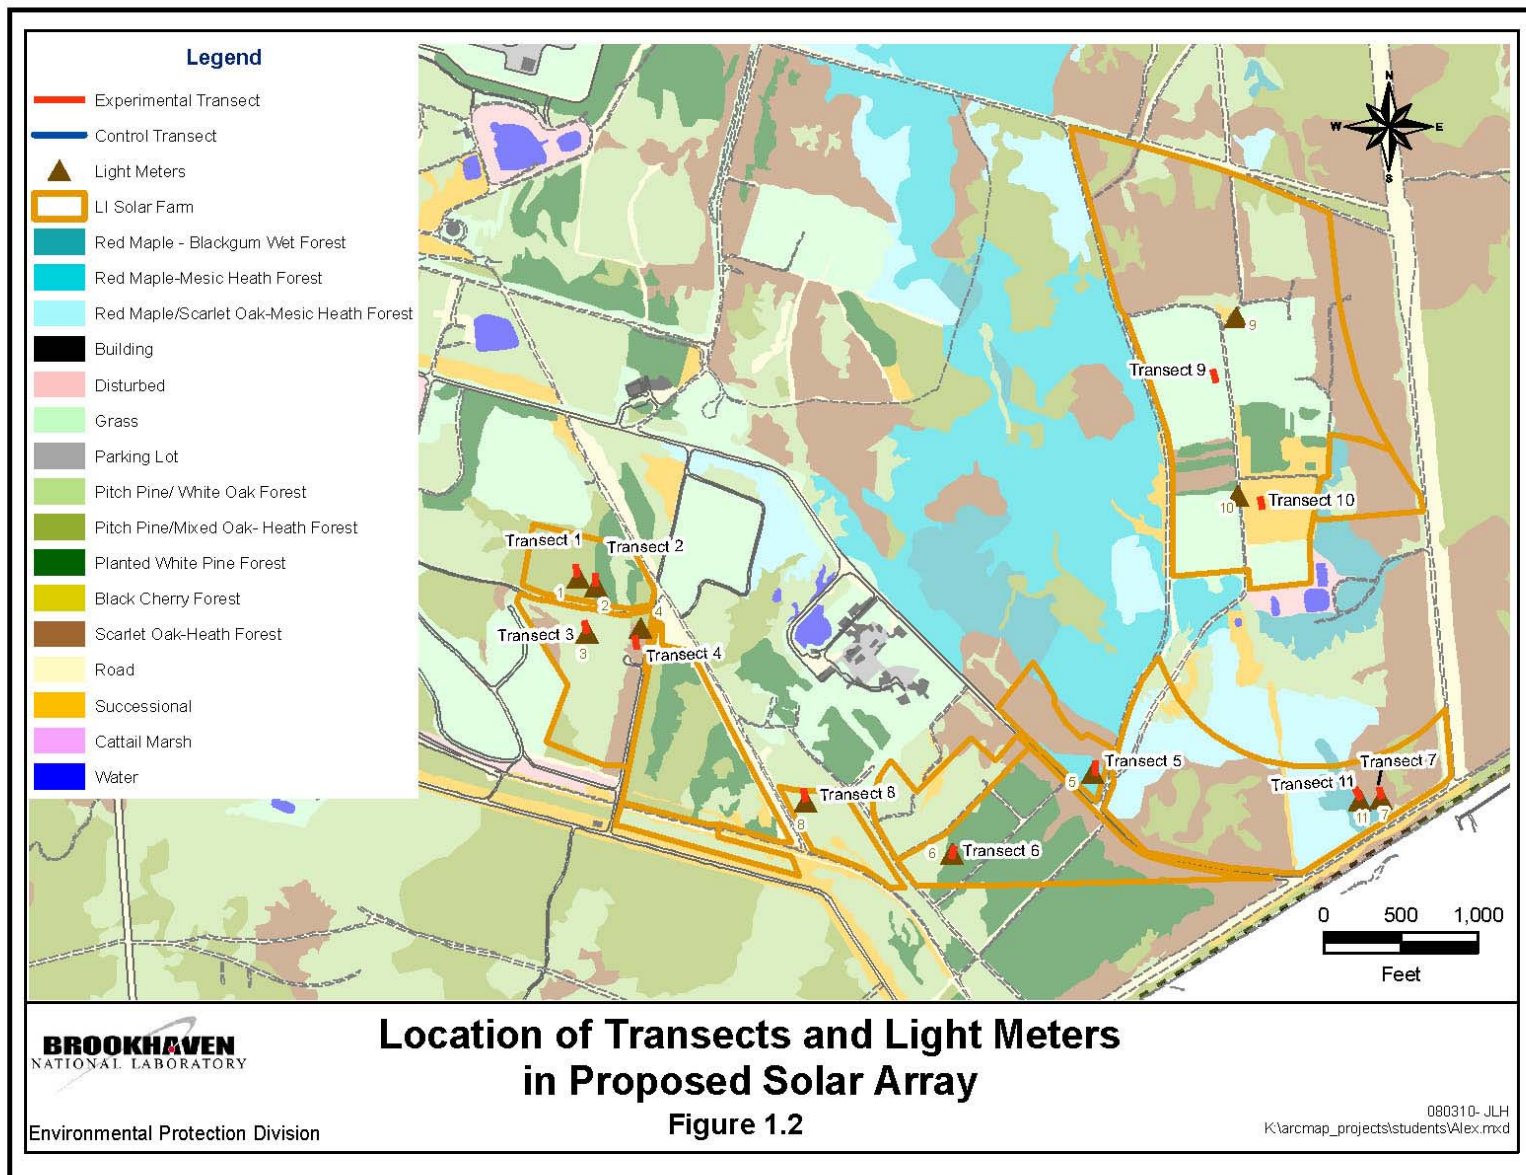 Legend
Experimental Transect
Control Transect
Light Meters
LI Solar Farm
Red Maple - Blackgum Wet Forest
Red Maple-Mesic Heath Forest
Red Maple/Scarlet Oak-Mesic Heath Forest
Building
Disturbed
Grass
Parking Lot
Pitch Pine/ White Oak Forest
Pitch Pine/Mixed Oak- Heath Forest
Planted White Pine Forest
Black Cherry Forest
Scarlet Oak-Heath Forest
Road
Successional
Cattail Marsh
Water
N
W
E
S
9
Transect 9
Transect 10
10
Transect 1
Transect 2
1
2
4
Transect 3
3
Transect 4
Transect 5
5
Transect 7
Transect 11
11
7
Transect 8
8
6
Transect 6
0 500 1,000
Feet
BROOKHAVEN
NATIONAL LABORATORY
Environmental Protection Division
Location of Transects and Light Meters
in Proposed Solar Array
Figure 1.2
080310- JLH
K:\arcmap_projects\students\Alex.mxd